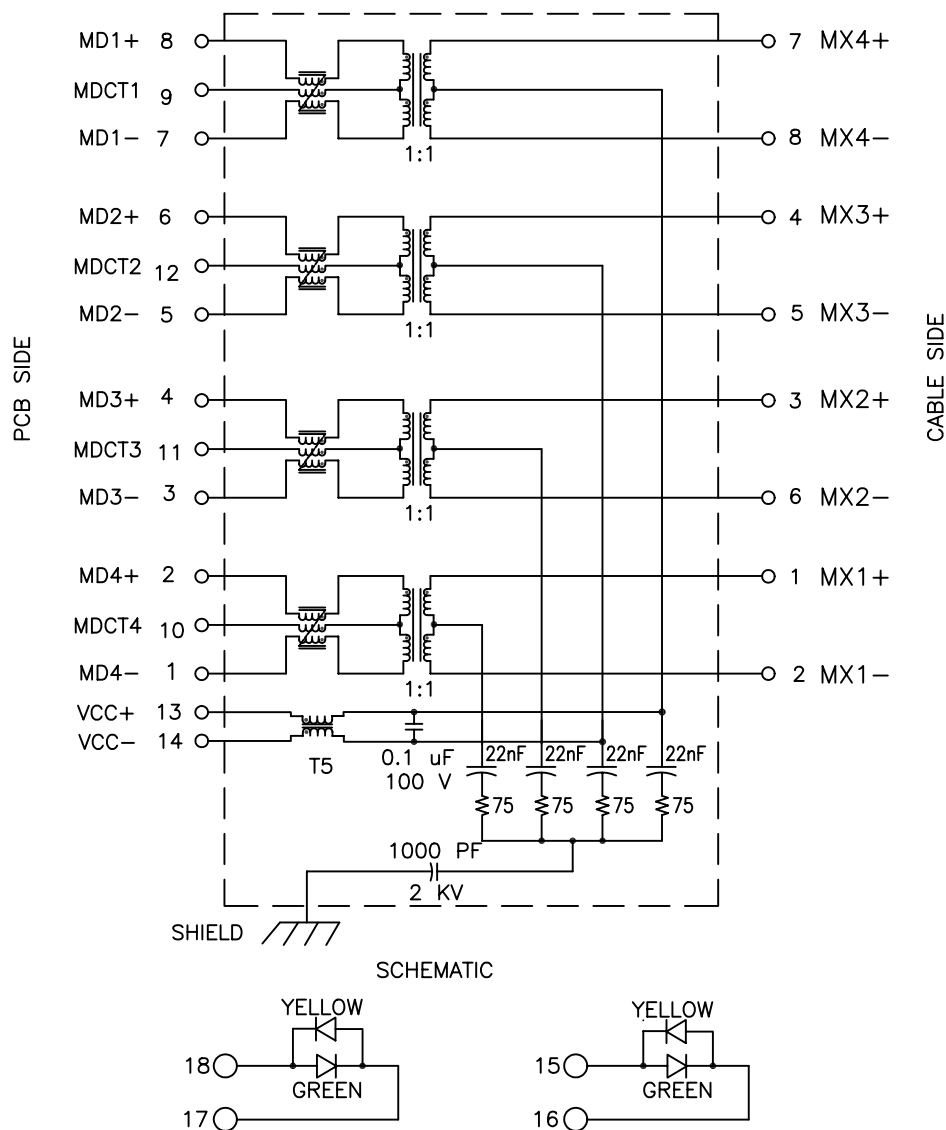 MD1+ 8 7 MX4+
MDCT1 9
MD1- 7 8 MX4-
1:1
MD2+ 6 4 MX3+
MDCT2 12
MD2- 5 5 MX3-
1:1
PCB SIDE
CABLE SIDE
MD3+ 4 3 MX2+
MDCT3 11
MD3- 3 6 MX2-
1:1
MD4+ 2 1 MX1+
MDCT4 10
MD4- 1 2 MX1-
1:1
VCC+ 13
VCC- 14
T5
0.1 uF
100 V
22nF 22nF 22nF 22nF
75 75 75 75
1000 PF
2 KV
SHIELD
SCHEMATIC
YELLOW
18
GREEN
17
YELLOW
15
GREEN
16